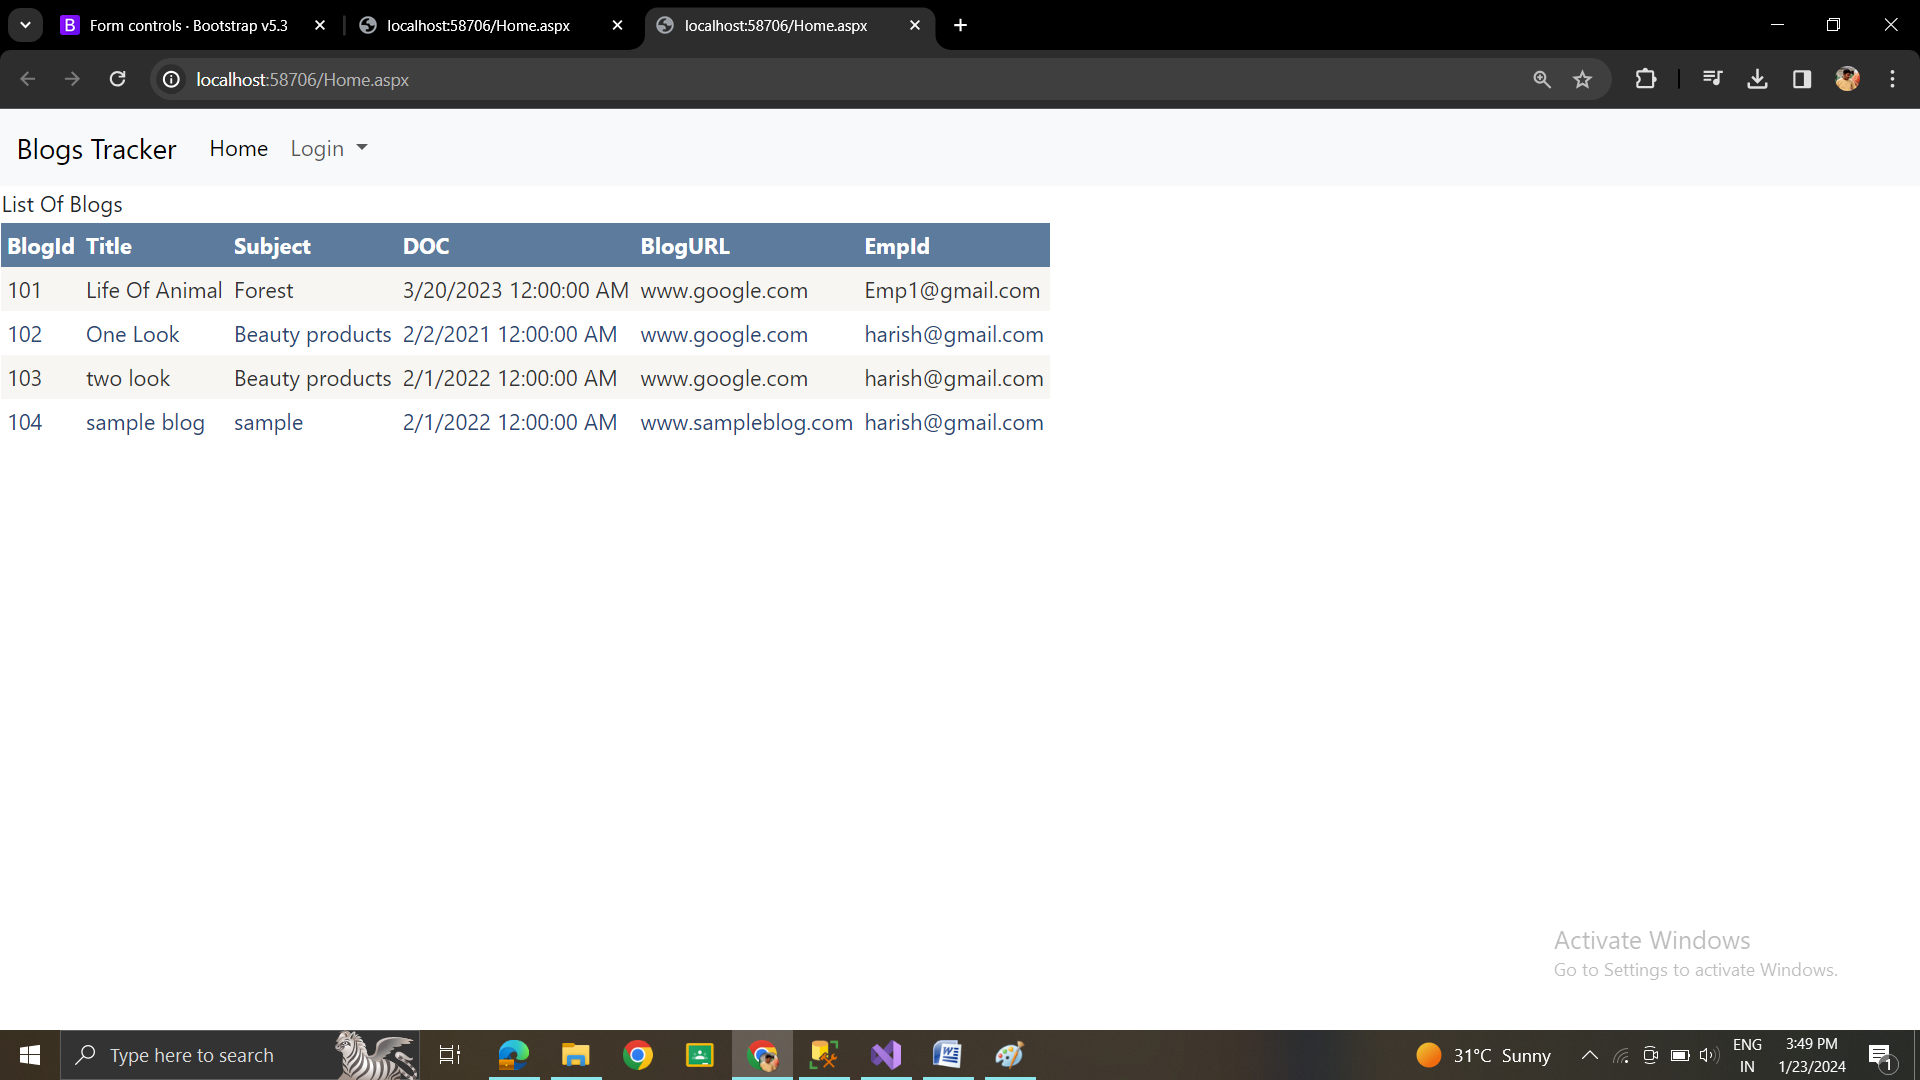 Form controls · Bootstrap v5.3 localhost:58706/Home.aspx localhost:58706/Home.aspx
localhost:58706/Home.aspx
Blogs Tracker Home Login
List Of Blogs
BlogId Title Subject DOC BlogURL EmpId
101 Life Of Animal Forest 3/20/2023 12:00:00 AM www.google.com Emp1@gmail.com
102 One Look Beauty products 2/2/2021 12:00:00 AM www.google.com harish@gmail.com
103 two look Beauty products 2/1/2022 12:00:00 AM www.google.com harish@gmail.com
104 sample blog sample 2/1/2022 12:00:00 AM www.sampleblog.com harish@gmail.com
Activate Windows
Go to Settings to activate Windows.
Type here to search 31°C Sunny ENG 3:49 PM
IN 1/23/2024 1